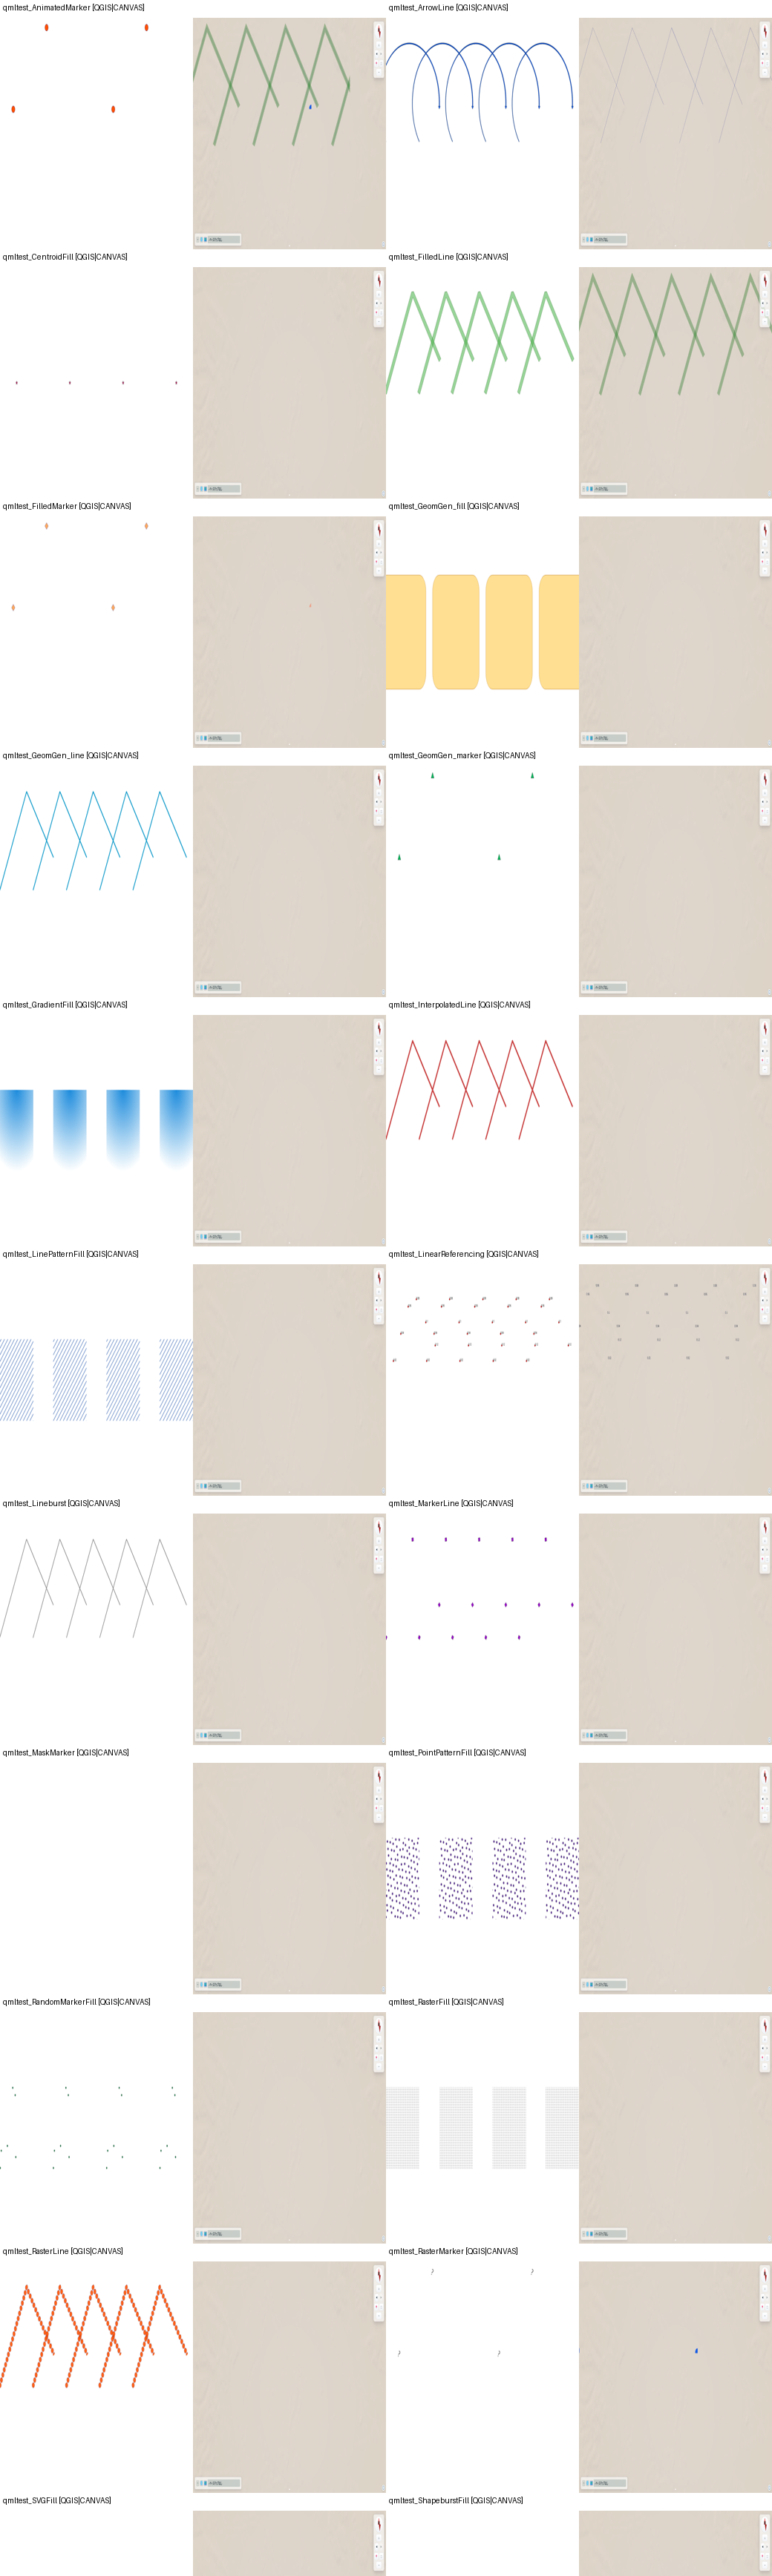 qmltest_AnimatedMarker [QGIS|CANVAS]
qmltest_ArrowLine [QGIS|CANVAS]
qmltest_CentroidFill [QGIS|CANVAS]
qmltest_FilledLine [QGIS|CANVAS]
qmltest_FilledMarker [QGIS|CANVAS]
qmltest_GeomGen_fill [QGIS|CANVAS]
qmltest_GeomGen_line [QGIS|CANVAS]
qmltest_GeomGen_marker [QGIS|CANVAS]
qmltest_GradientFill [QGIS|CANVAS]
qmltest_InterpolatedLine [QGIS|CANVAS]
qmltest_LinePatternFill [QGIS|CANVAS]
qmltest_LinearReferencing [QGIS|CANVAS]
qmltest_Lineburst [QGIS|CANVAS]
qmltest_MarkerLine [QGIS|CANVAS]
qmltest_MaskMarker [QGIS|CANVAS]
qmltest_PointPatternFill [QGIS|CANVAS]
qmltest_RandomMarkerFill [QGIS|CANVAS]
qmltest_RasterFill [QGIS|CANVAS]
qmltest_RasterLine [QGIS|CANVAS]
qmltest_RasterMarker [QGIS|CANVAS]
qmltest_SVGFill [QGIS|CANVAS]
qmltest_ShapeburstFill [QGIS|CANVAS]